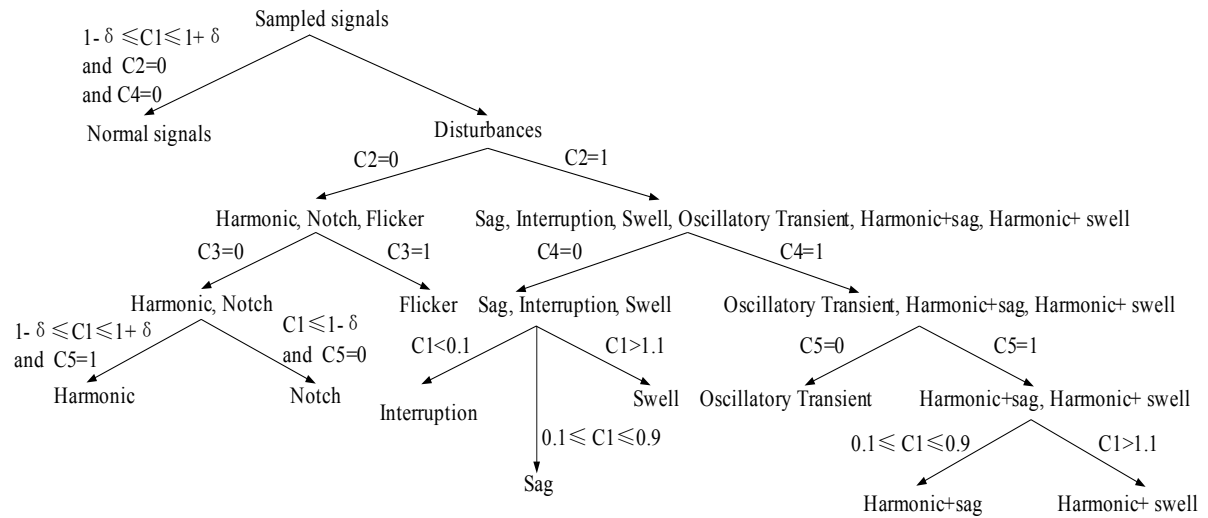 Sampled signals
1- δ ≤C1≤1+ δ
and C2=0
and C4=0
Normal signals
Disturbances
C2=0
C2=1
Harmonic, Notch, Flicker
Sag, Interruption, Swell, Oscillatory Transient, Harmonic+sag, Harmonic+ swell
C3=0
C3=1
C4=0
C4=1
Harmonic, Notch
Flicker
Sag, Interruption, Swell
Oscillatory Transient, Harmonic+sag, Harmonic+ swell
1- δ ≤C1≤1+ δ
and C5=1
C1≤1- δ
and C5=0
C1<0.1
C1>1.1
C5=0
C5=1
Harmonic
Notch
Interruption
Swell
Oscillatory Transient
Harmonic+sag, Harmonic+ swell
0.1≤ C1≤0.9
0.1≤ C1≤0.9
C1>1.1
Sag
Harmonic+sag
Harmonic+ swell